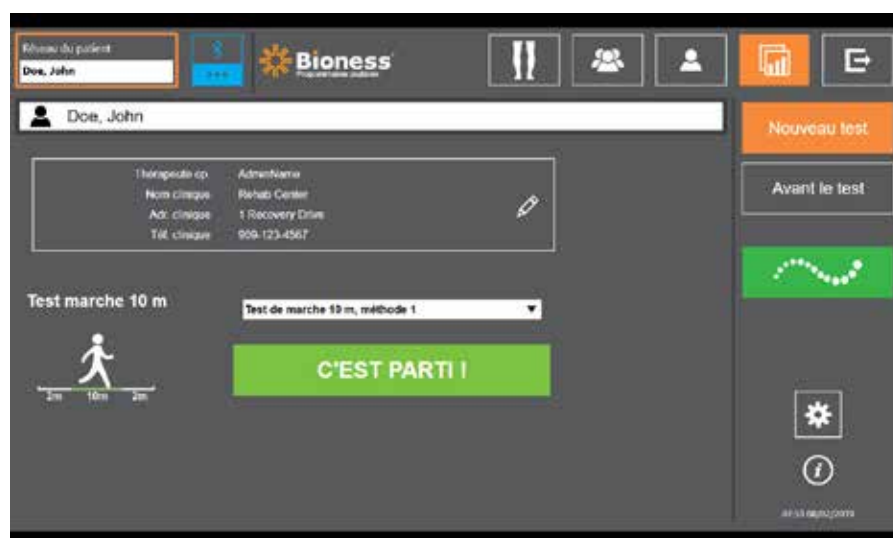 Réseau du patient
Doe, John
Bioness
Doe, John
Nouveau test
Thérapeute cp
AdminName
Nom clinique
Rehab Center
Adr. clinique
1 Recovery Drive
Tél. clinique
909-123-4567
Avant le test
Test marche 10 m
Test de marche 10 m, méthode 1
C'EST PARTI !
2m 10m 2m